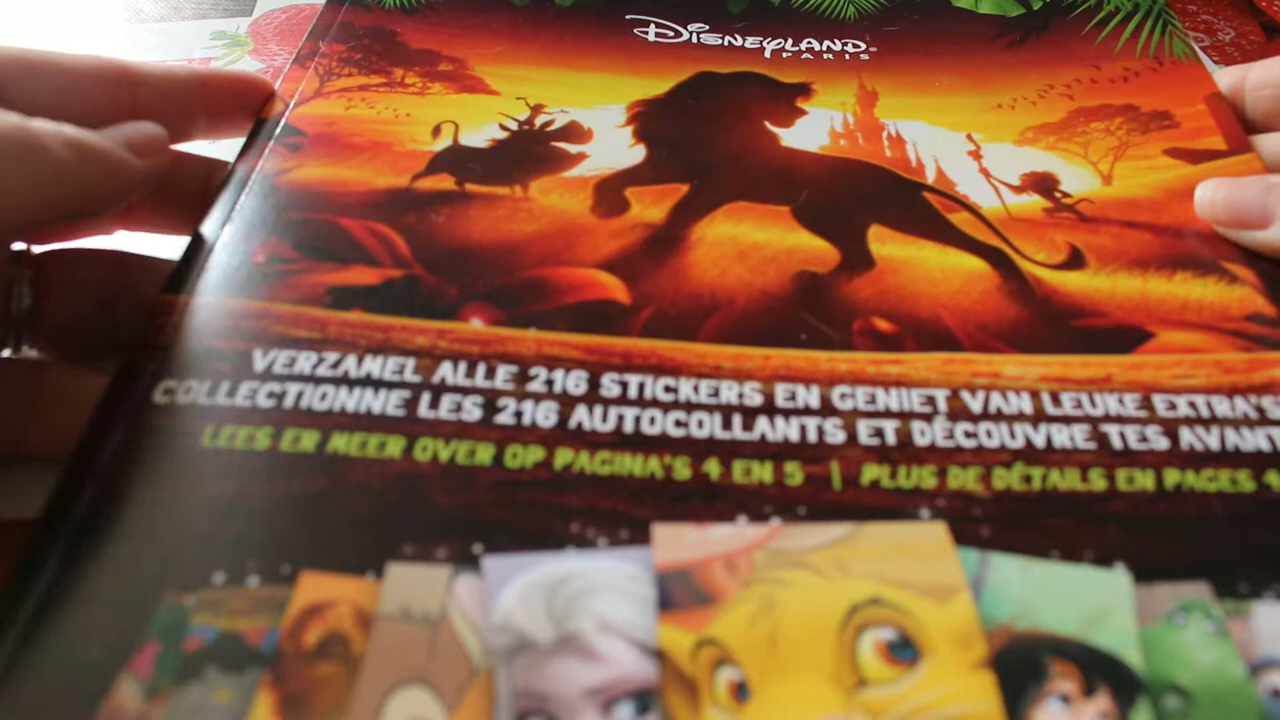 DISNEYLAND
PARIS
VERZAMEL ALLE 216 STICKERS EN GENIET VAN LEUKE EXTRA'S
COLLECTIONNE LES 216 AUTOCOLLANTS ET DÉCOUVRE TES AVANT
LEES ER MEER OVER OP PAGINA'S 4 EN 5 | PLUS DE DÉTAILS EN PAGES 4